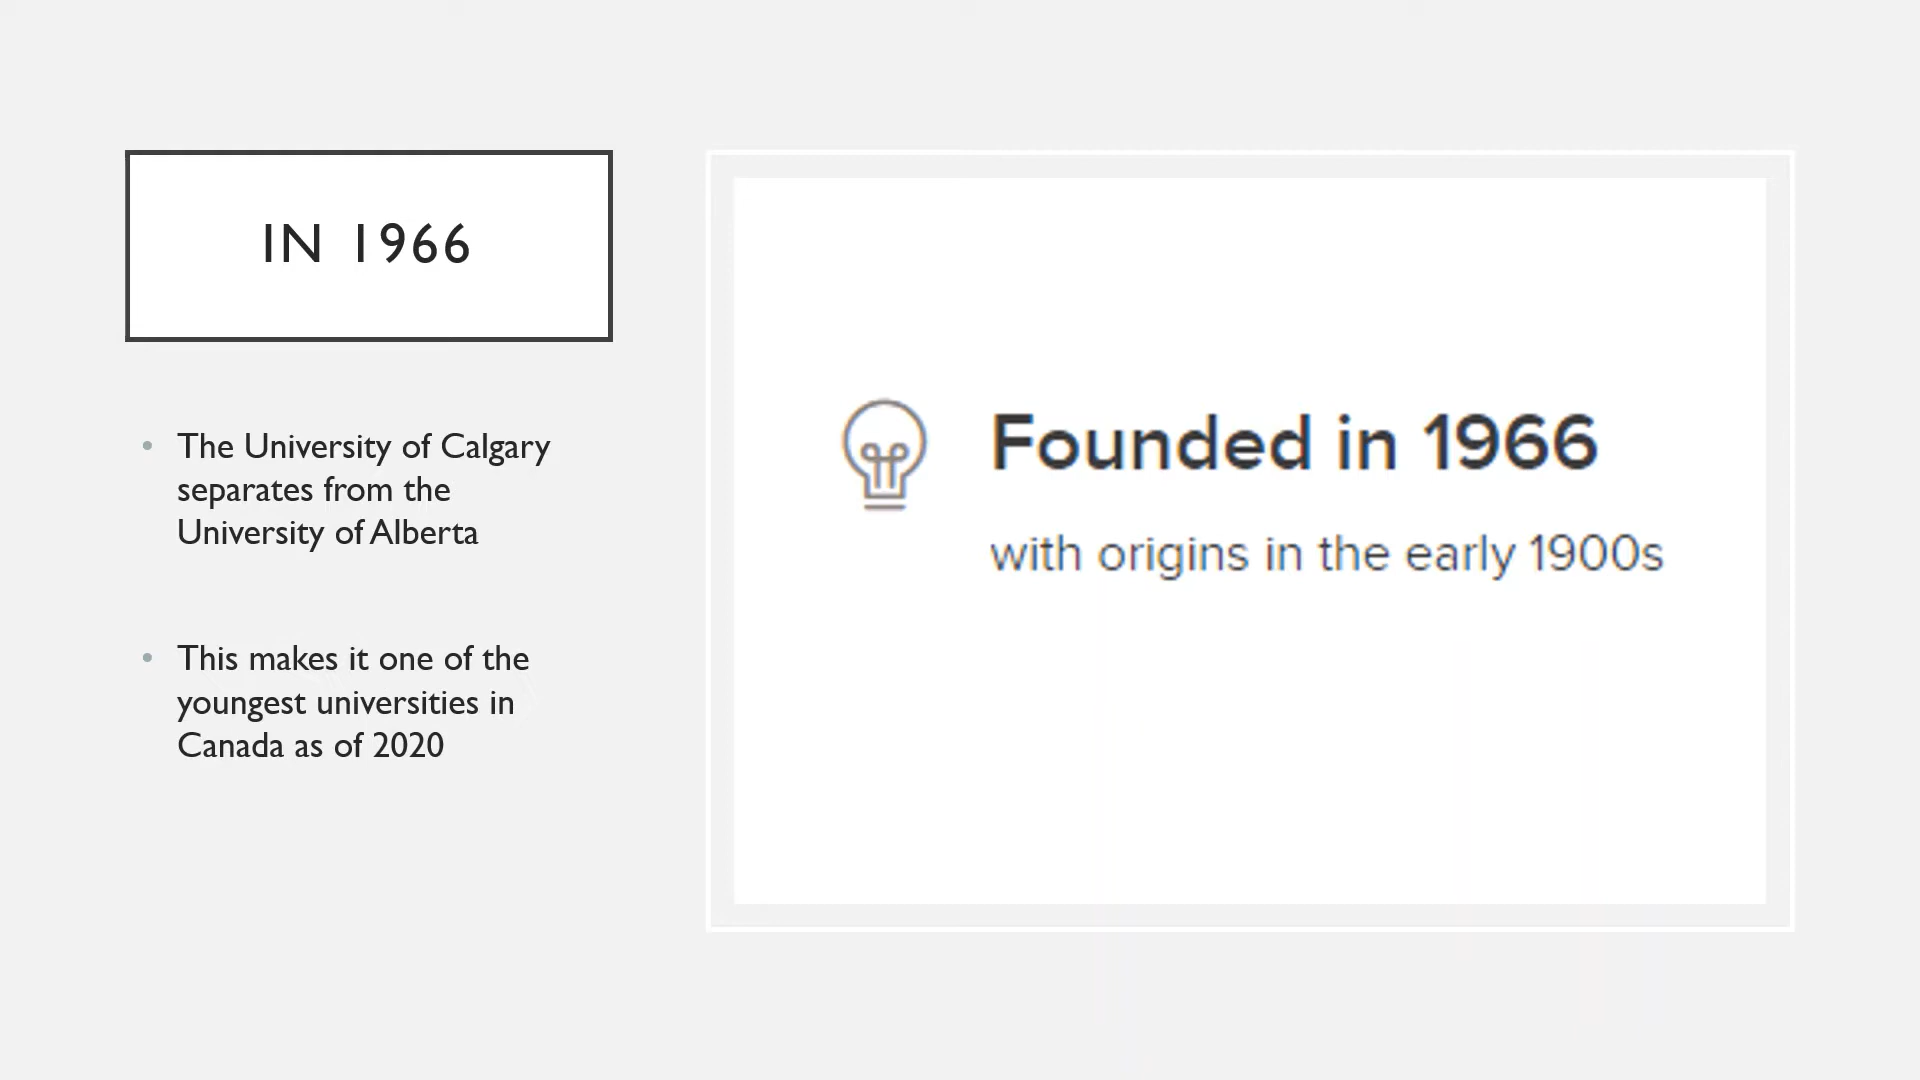 IN 1966
The University of Calgary
separates from the
University of Alberta
This makes it one of the
youngest universities in
Canada as of 2020
Founded in 1966
with origins in the early 1900s